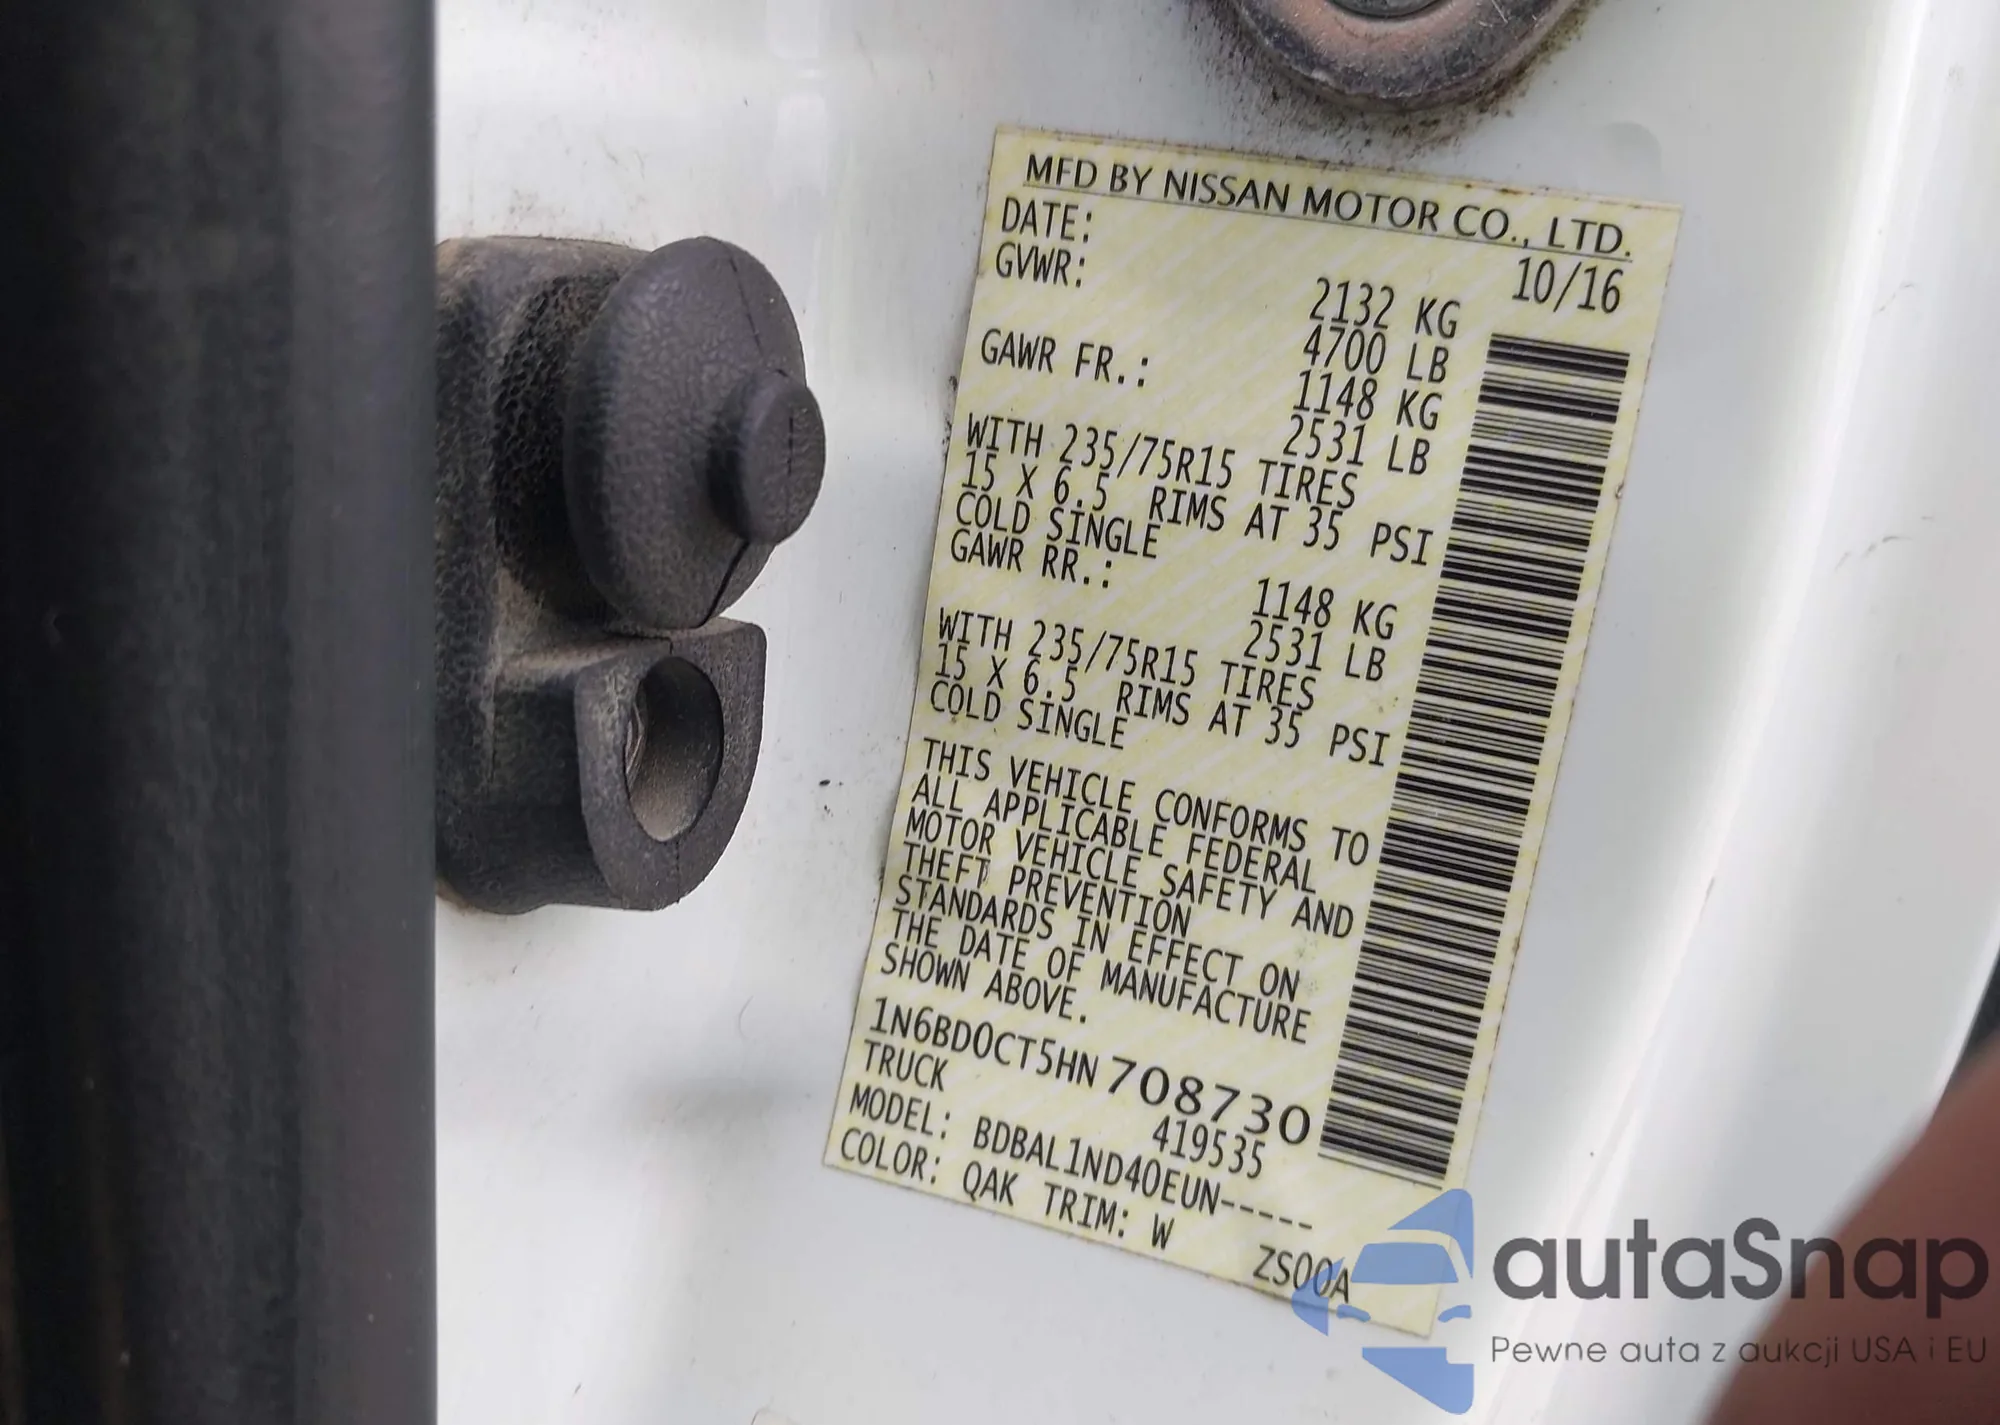 MFD BY NISSAN MOTOR CO., LTD.
DATE: 10/16
GVWR: 2132 KG
4700 LB
GAWR FR.: 1148 KG
2531 LB
WITH 235/75R15 TIRES
15 X 6.5 RIMS AT 35 PSI
COLD SINGLE
GAWR RR.: 1148 KG
2531 LB
WITH 235/75R15 TIRES
15 X 6.5 RIMS AT 35 PSI
COLD SINGLE
THIS VEHICLE CONFORMS TO
ALL APPLICABLE FEDERAL
MOTOR VEHICLE SAFETY AND
THEFT PREVENTION
STANDARDS IN EFFECT ON
THE DATE OF MANUFACTURE
SHOWN ABOVE.
1N6BD0CT5HN708730
TRUCK 419535
MODEL: BDBAL1ND40EUN-----
COLOR: QAK TRIM: W ZS00A
autaSnap
Pewne auta z aukcji USA i EU